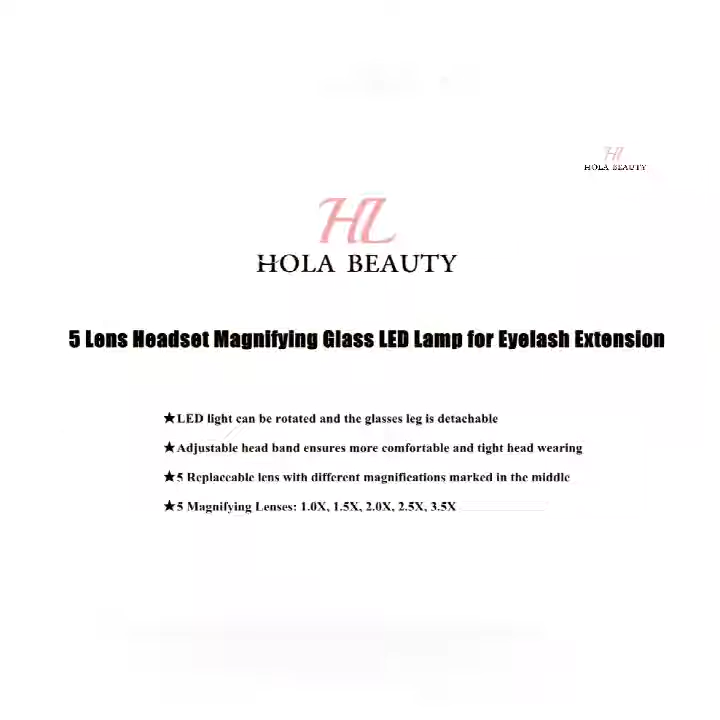 HL
HOLA BEAUTY
HL
HOLA BEAUTY
5 Lens Headset Magnifying Glass LED Lamp for Eyelash Extension
★LED light can be rotated and the glasses leg is detachable
★Adjustable head band ensures more comfortable and tight head wearing
★5 Replaceable lens with different magnifications marked in the middle
★5 Magnifying Lenses: 1.0X, 1.5X, 2.0X, 2.5X, 3.5X